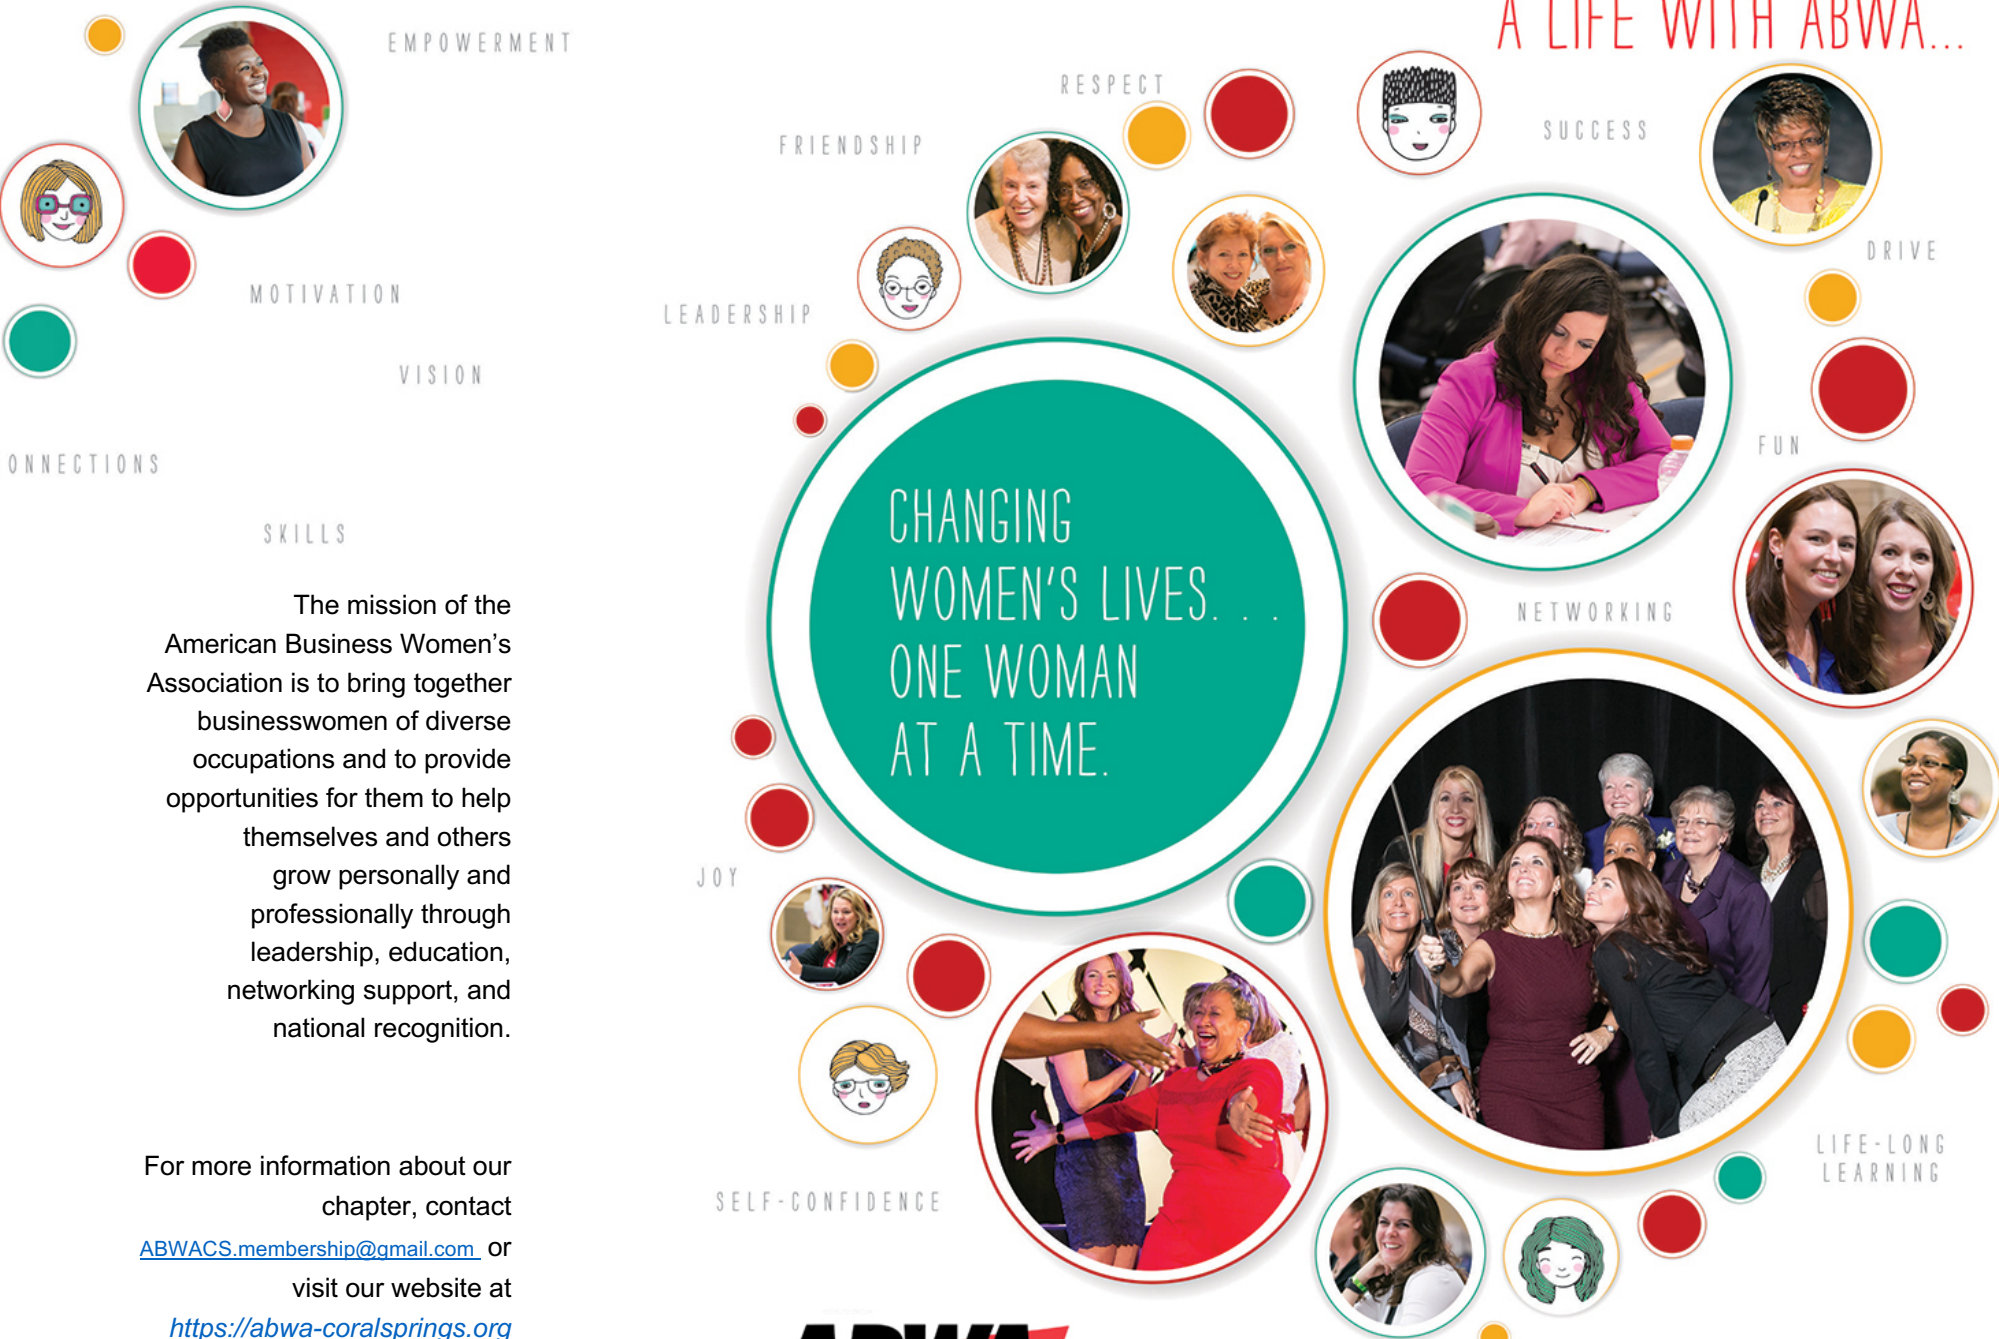 EMPOWERMENT
MOTIVATION
VISION
ONNECTIONS
SKILLS
The mission of the
American Business Women’s
Association is to bring together
businesswomen of diverse
occupations and to provide
opportunities for them to help
themselves and others
grow personally and
professionally through
leadership, education,
networking support, and
national recognition.
For more information about our
chapter, contact
ABWACS.membership@gmail.com or
visit our website at
https://abwa-coralsprings.org
A LIFE WITH ABWA...
RESPECT
FRIENDSHIP
SUCCESS
DRIVE
LEADERSHIP
FUN
CHANGING
WOMEN'S LIVES. . .
ONE WOMAN
AT A TIME.
NETWORKING
JOY
LIFE-LONG
LEARNING
SELF-CONFIDENCE
ABWA